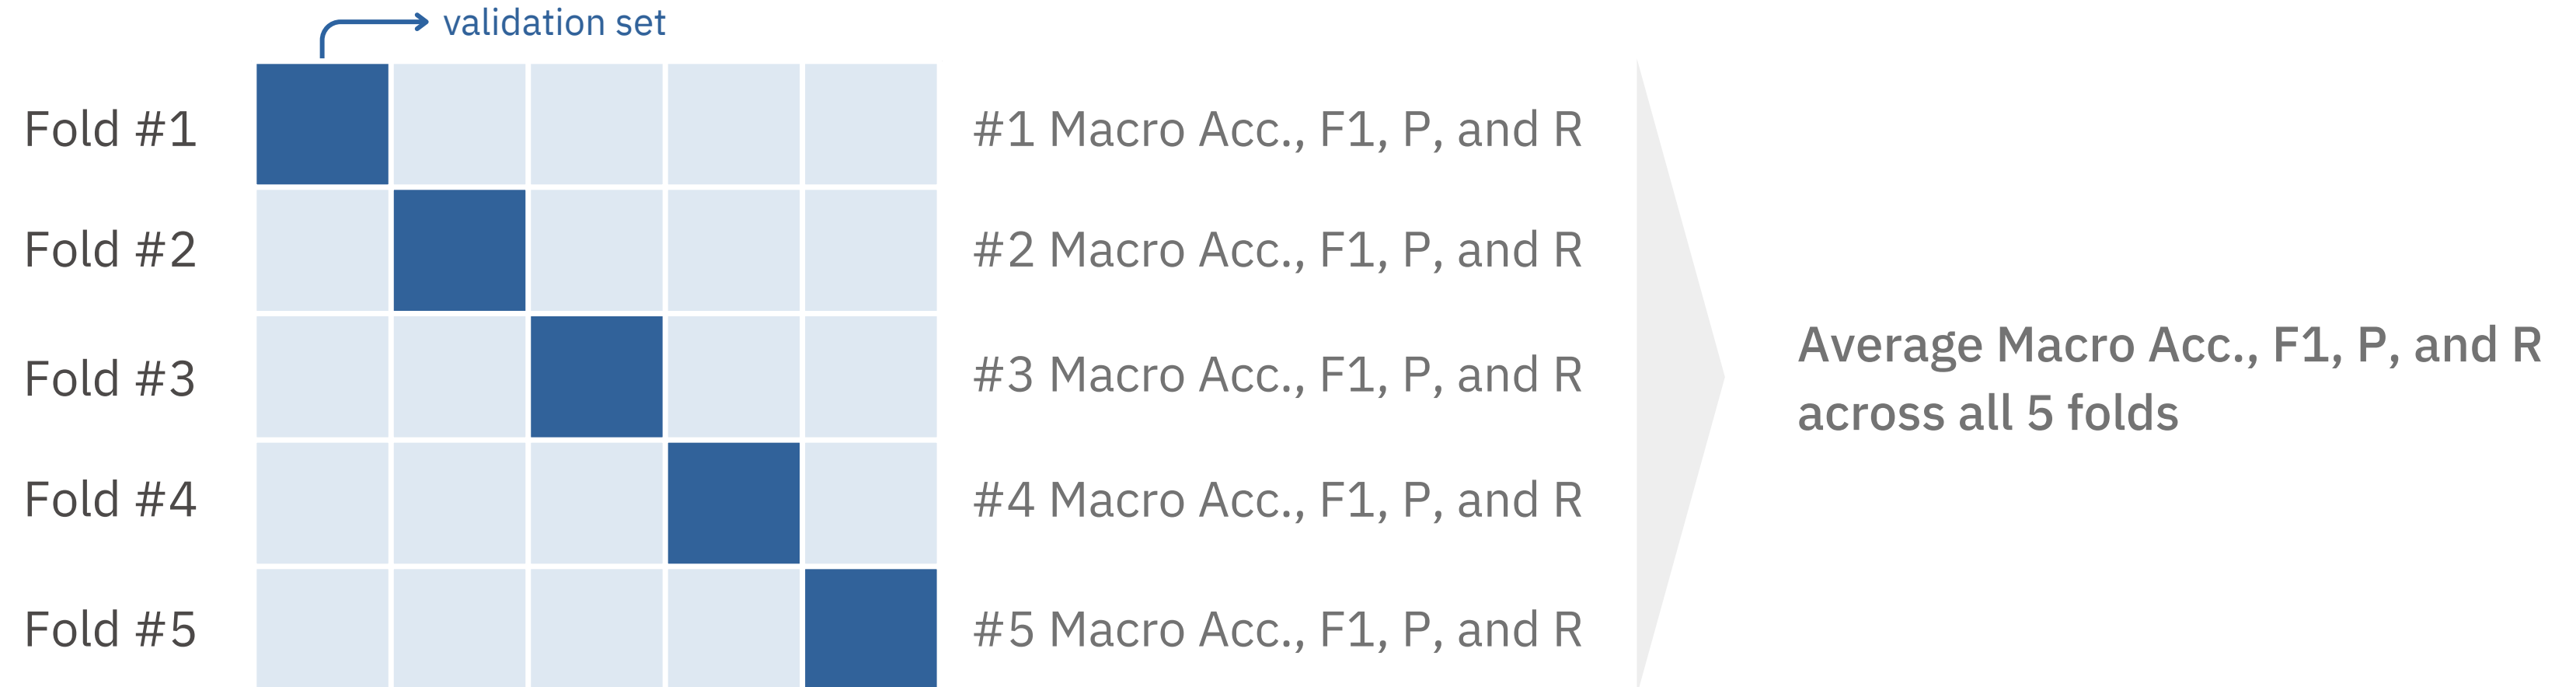 validation set
Fold #1
#1 Macro Acc., F1, P, and R
Fold #2
#2 Macro Acc., F1, P, and R
Fold #3
#3 Macro Acc., F1, P, and R
Fold #4
#4 Macro Acc., F1, P, and R
Fold #5
#5 Macro Acc., F1, P, and R
Average Macro Acc., F1, P, and R
across all 5 folds